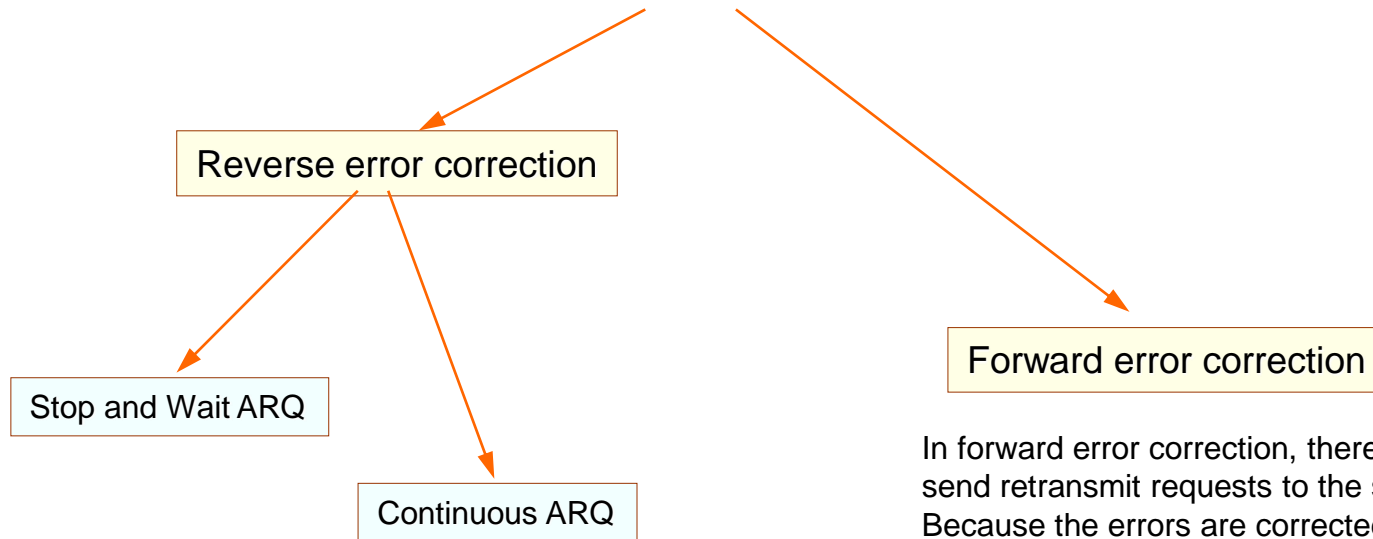 Reverse error correction
Forward error correction
Stop and Wait ARQ
In forward error correction, there
send retransmit requests to the
Continuous ARQ
Because the errors are corrected